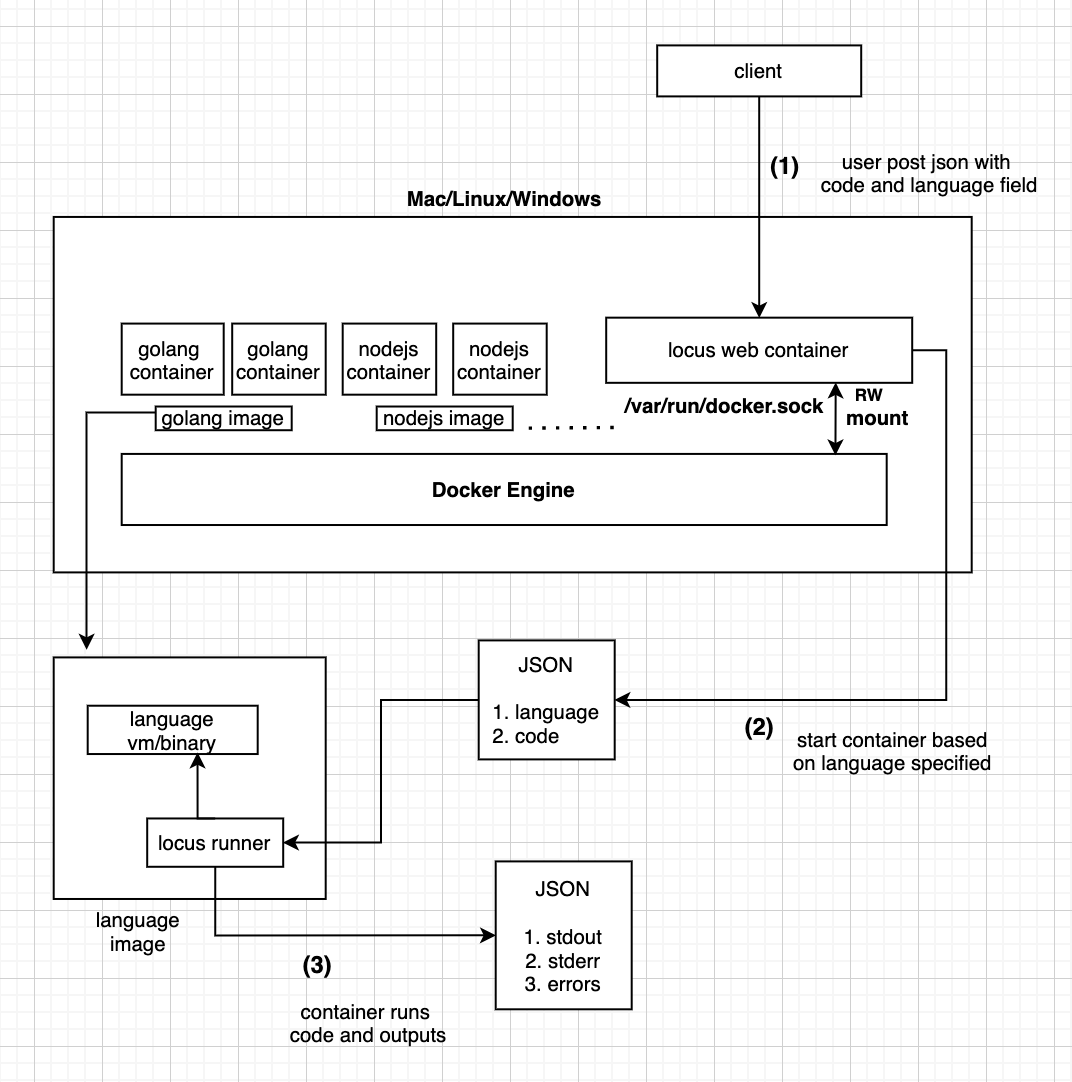 client
(1)
user post json with
code and language field
Mac/Linux/Windows
golang
container
golang
container
nodejs
container
nodejs
container
locus web container
golang image
nodejs image
.......
/var/run/docker.sock
RW
mount
Docker Engine
JSON
1. language
2. code
(2)
start container based
on language specified
language
vm/binary
locus runner
language
image
JSON
1. stdout
2. stderr
3. errors
(3)
container runs
code and outputs